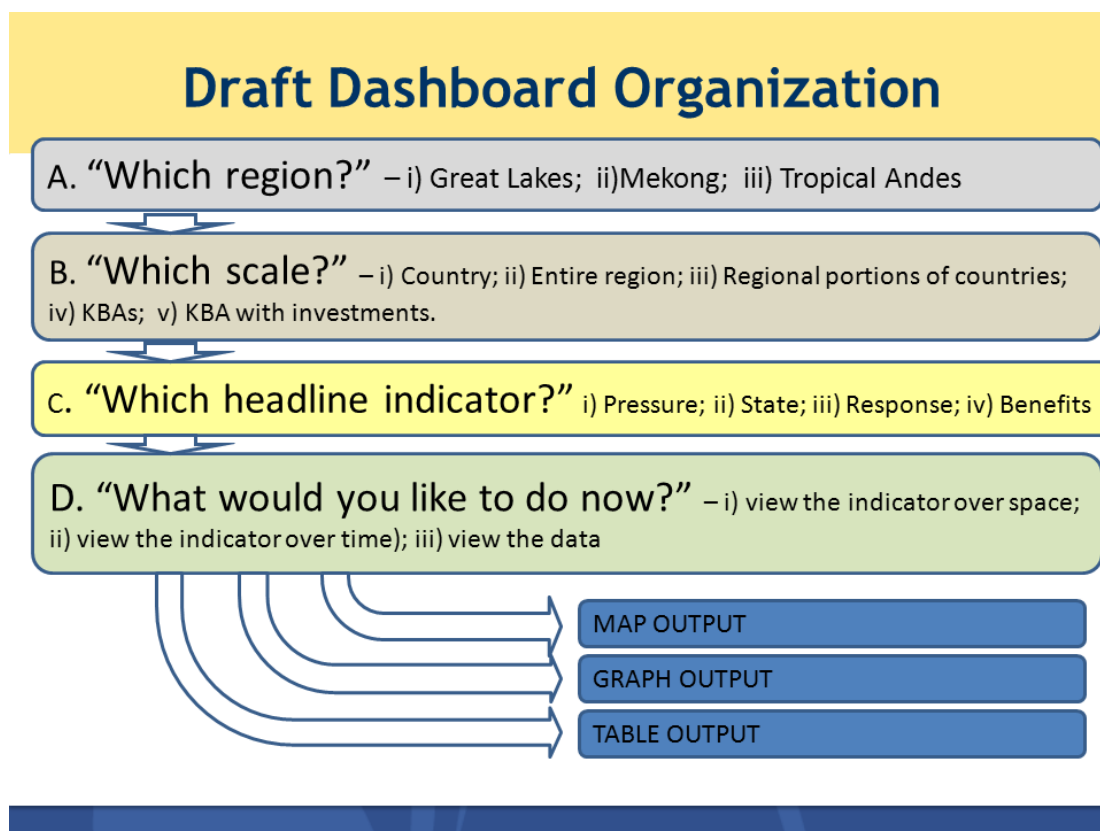 Draft Dashboard Organization
A. “Which region?” – i) Great Lakes; ii)Mekong; iii) Tropical Andes
B. “Which scale?” – i) Country; ii) Entire region; iii) Regional portions of countries;
iv) KBAs; v) KBA with investments.
C. “Which headline indicator?” i) Pressure; ii) State; iii) Response; iv) Benefits
D. “What would you like to do now?” – i) view the indicator over space;
ii) view the indicator over time); iii) view the data
MAP OUTPUT
GRAPH OUTPUT
TABLE OUTPUT